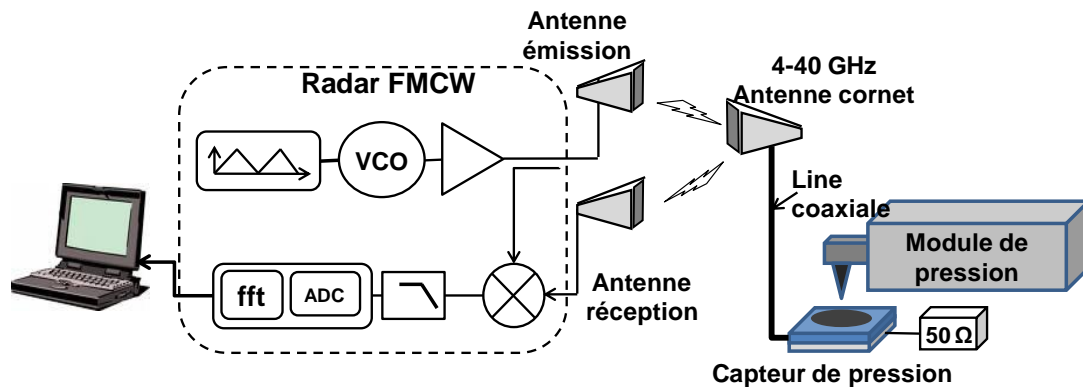 Antenne
émission
4-40 GHz
Antenne cornet
Radar FMCW
VCO
Line
coaxiale
Module de
pression
fft
ADC
Antenne
réception
50 Ω
Capteur de pression